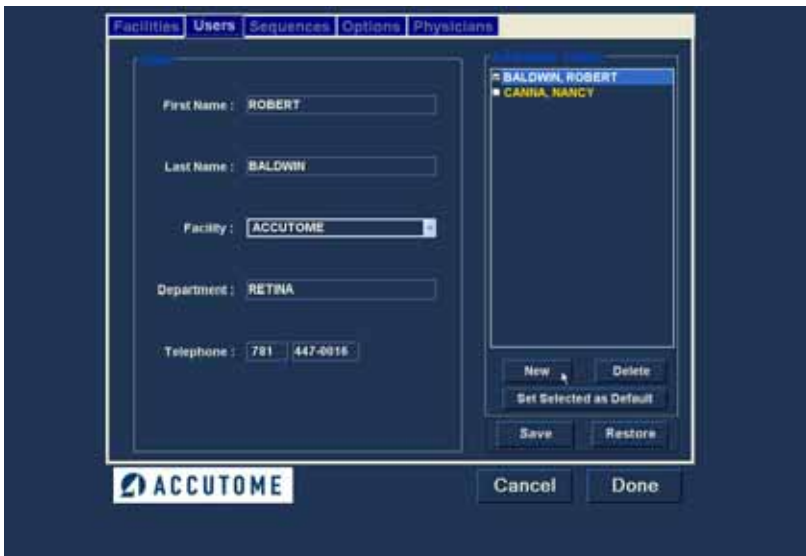 Facilities Users Sequences Options Physicians
First Name : ROBERT
Last Name : BALDWIN
Facility : ACCUTOME
Department : RETINA
Telephone : 781 447-0016
BALDWIN, ROBERT
CANNA, NANCY
New Delete
Set Selected as Default
Save Restore
ACCUTOME
Cancel Done